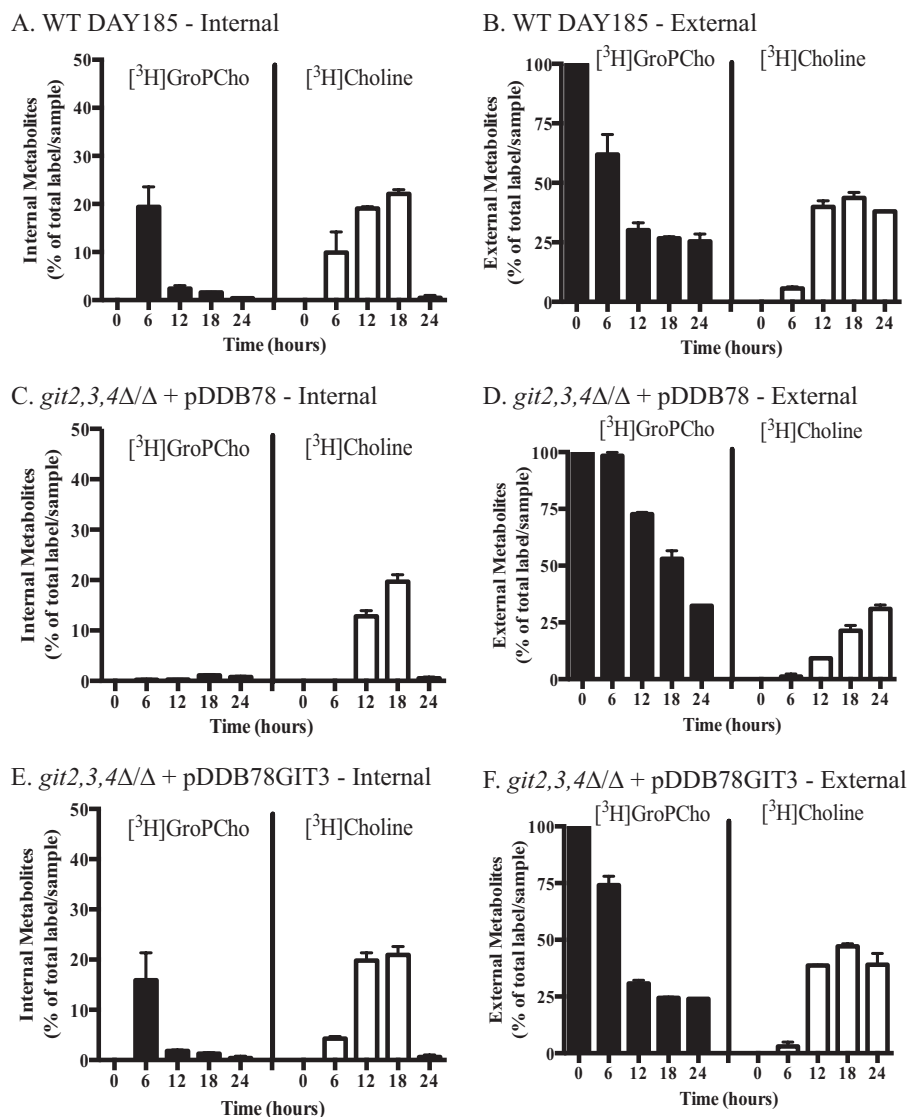 A. WT DAY185 - Internal
Internal Metabolites
(% of total label/sample)
50
40
30
20
10
0
[³H]GroPCho
[³H]Choline
0 6 12 18 24 0 6 12 18 24
Time (hours)
B. WT DAY185 - External
External Metabolites
(% of total label/sample)
100
75
50
25
0
[³H]GroPCho
[³H]Choline
0 6 12 18 24 0 6 12 18 24
Time (hours)
C. git2,3,4Δ/Δ + pDDB78 - Internal
Internal Metabolites
(% of total label/sample)
50
40
30
20
10
0
[³H]GroPCho
[³H]Choline
0 6 12 18 24 0 6 12 18 24
Time (hours)
D. git2,3,4Δ/Δ + pDDB78 - External
External Metabolites
(% of total label/sample)
100
75
50
25
0
[³H]GroPCho
[³H]Choline
0 6 12 18 24 0 6 12 18 24
Time (hours)
E. git2,3,4Δ/Δ + pDDB78GIT3 - Internal
Internal Metabolites
(% of total label/sample)
50
40
30
20
10
0
[³H]GroPCho
[³H]Choline
0 6 12 18 24 0 6 12 18 24
Time (hours)
F. git2,3,4Δ/Δ + pDDB78GIT3 - External
External Metabolites
(% of total label/sample)
100
75
50
25
0
[³H]GroPCho
[³H]Choline
0 6 12 18 24 0 6 12 18 24
Time (hours)